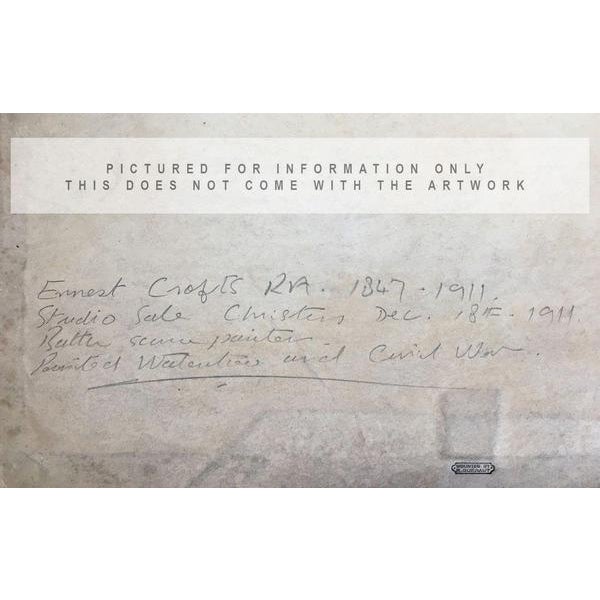 PICTURED FOR INFORMATION ONLY
THIS DOES NOT COME WITH THE ARTWORK
Ernest Crofts RA. 1847-1911.
Studio Sale Christies Dec. 18th. 1911.
Battle scene painter.
Painted Waterloo and Civil War.